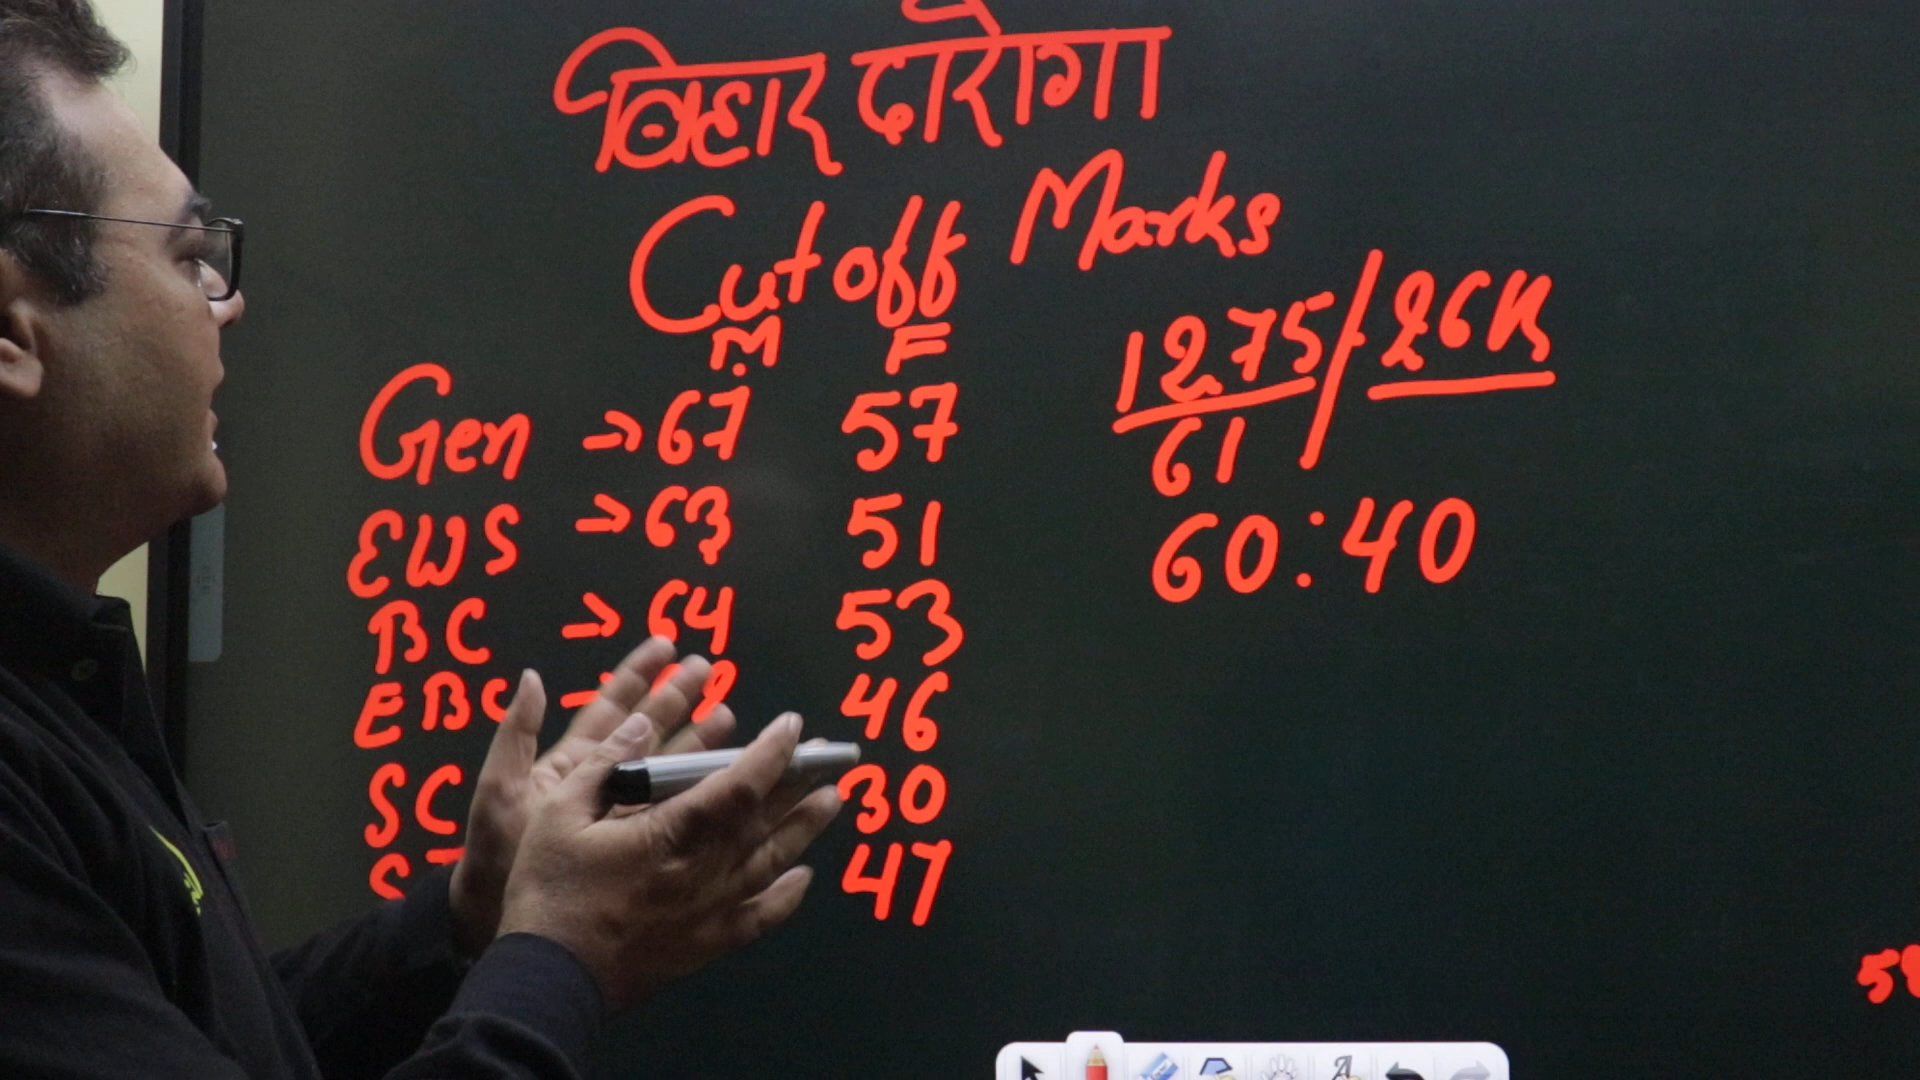 बिहार दारोगा
Cutoff Marks
M F
1275/26K
Gen → 67 57
61
EWS → 63 51
60:40
BC → 64 53
EBC 46
SC 30
47